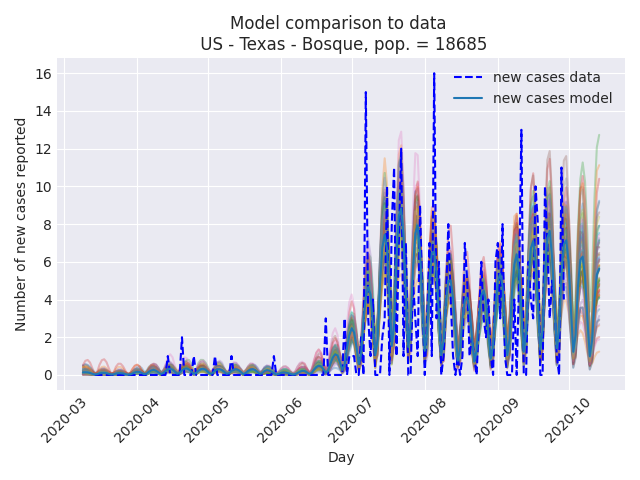 Model comparison to data
US - Texas - Bosque, pop. = 18685
Number of new cases reported
16
14
12
10
8
6
4
2
0
new cases data
new cases model
2020-03
2020-04
2020-05
2020-06
2020-07
2020-08
2020-09
2020-10
Day